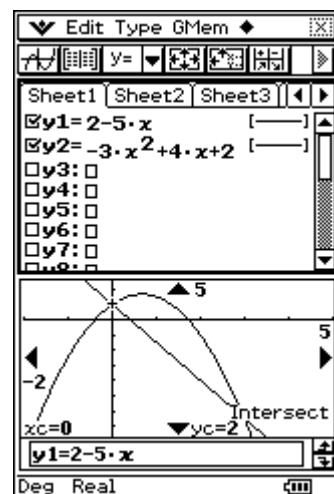 Edit Type GMem
y=
Sheet1 Sheet2 Sheet3
y1=2-5·x [—]
y2=-3·x²+4·x+2 [—]
y3:
y4:
y5:
y6:
y7:
y8:
5
5
-2
Intersect
xc=0 yc=2
y1=2-5·x
Deg Real